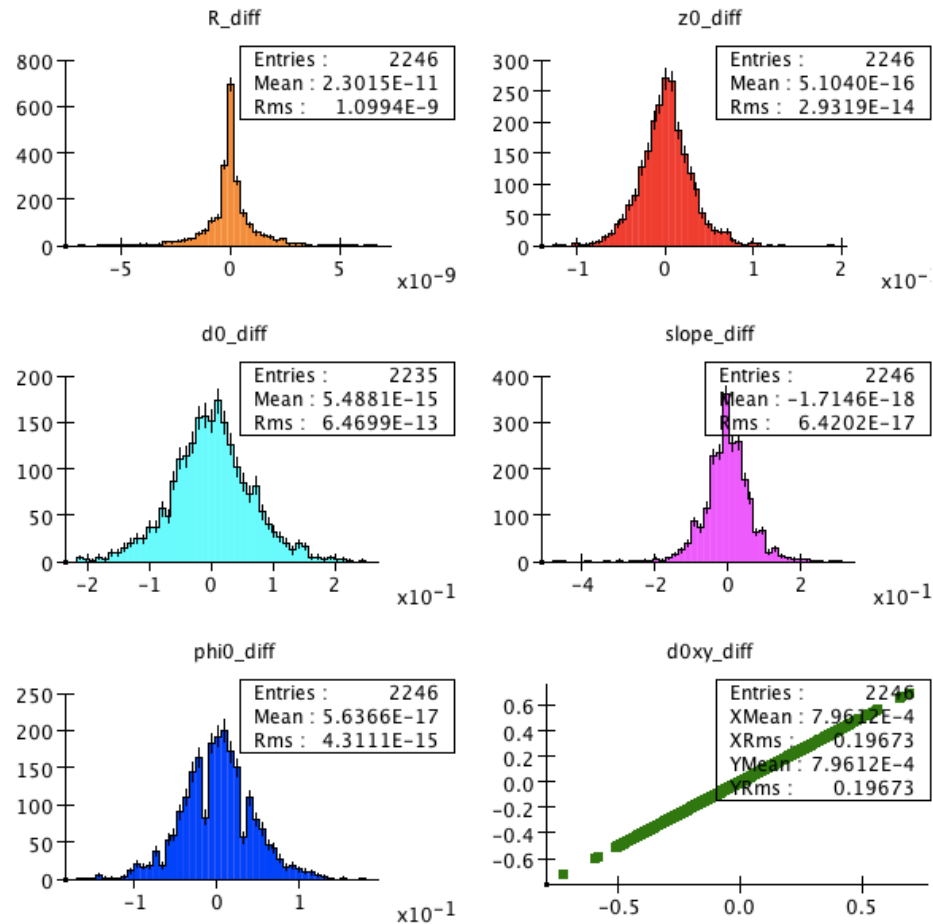 R_diff
Entries : 2246
Mean : 2.3015E-11
Rms : 1.0994E-9
800
600
400
200
0
-5 0 5
x10-9
z0_diff
Entries : 2246
Mean : 5.1040E-16
Rms : 2.9319E-14
300
250
200
150
100
50
0
-1 0 1 2
x10-
d0_diff
Entries : 2235
Mean : 5.4881E-15
Rms : 6.4699E-13
200
150
100
50
0
-2 -1 0 1 2
x10-1
slope_diff
Entries : 2246
Mean : -1.7146E-18
Rms : 6.4202E-17
400
300
200
100
0
-4 -2 0 2
x10-1
phi0_diff
Entries : 2246
Mean : 5.6366E-17
Rms : 4.3111E-15
250
200
150
100
50
0
-1 0 1
x10-1
d0xy_diff
Entries : 2246
XMean : 7.9612E-4
XRms : 0.19673
YMean : 7.9612E-4
YRms : 0.19673
0.6
0.4
0.2
0.0
-0.2
-0.4
-0.6
-0.5 0.0 0.5